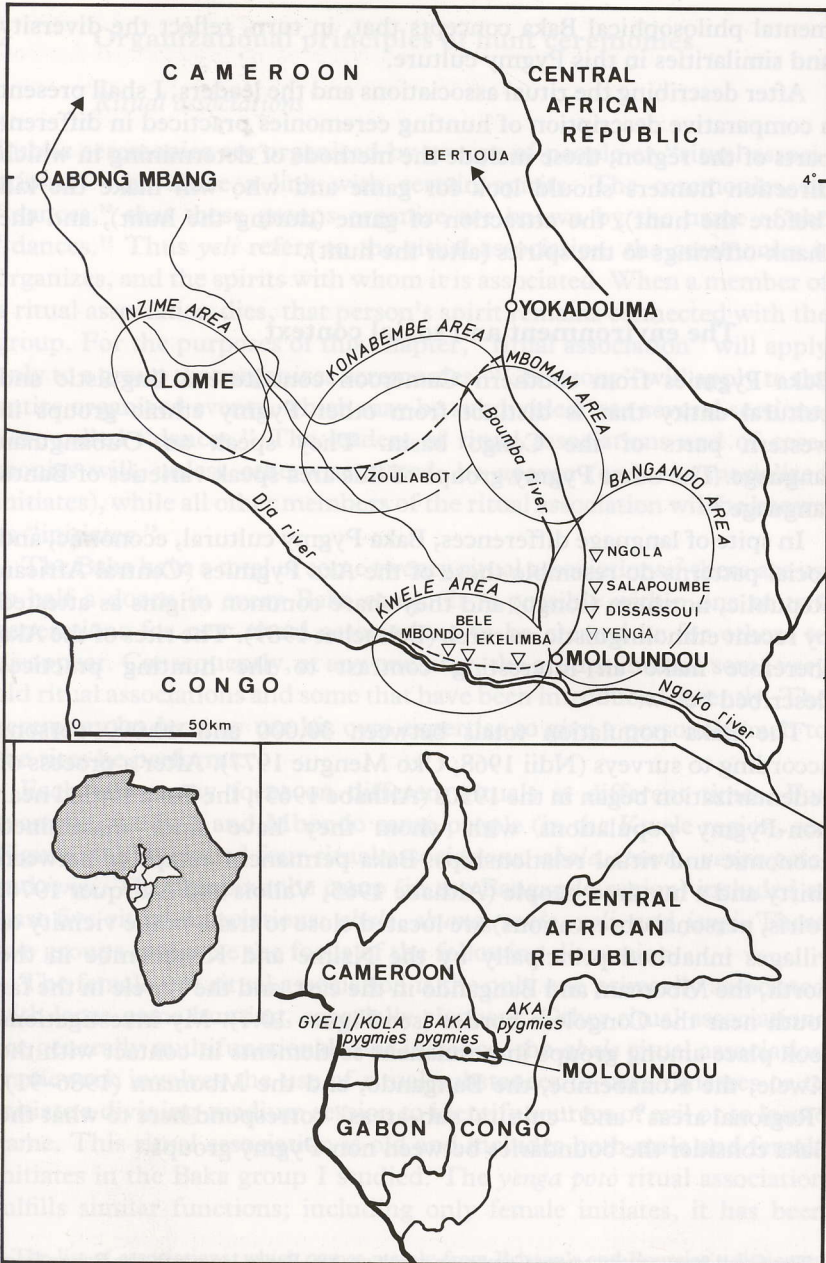 CAMEROON
CENTRAL
AFRICAN
REPUBLIC
BERTOUA
ABONG MBANG
4°
YOKADOUMA
NZIME AREA
KONABEMBE AREA
MBOMAM AREA
LOMIE
Boumba river
BANGANDO AREA
ZOULABOT
Dja river
NGOLA
SALAPOUMBE
DISSASSOUE
YENGA
KWELE AREA
BELE
MBONDO
EKELIMBA
MOLOUNDOU
CONGO
Ngoko river
0 50km
CENTRAL
AFRICAN
REPUBLIC
CAMEROON
GYELI/KOLA
pygmies
BAKA
pygmies
AKA
pygmies
MOLOUNDOU
GABON
CONGO